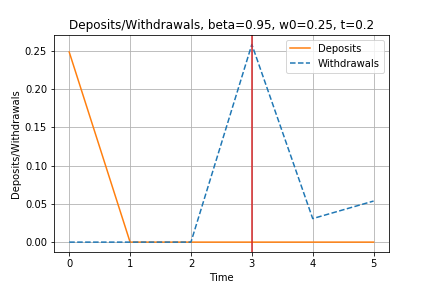 Deposits/Withdrawals, beta=0.95, w0=0.25, t=0.2
Deposits
Withdrawals
Deposits/Withdrawals
0.25
0.20
0.15
0.10
0.05
0.00
0 1 2 3 4 5
Time